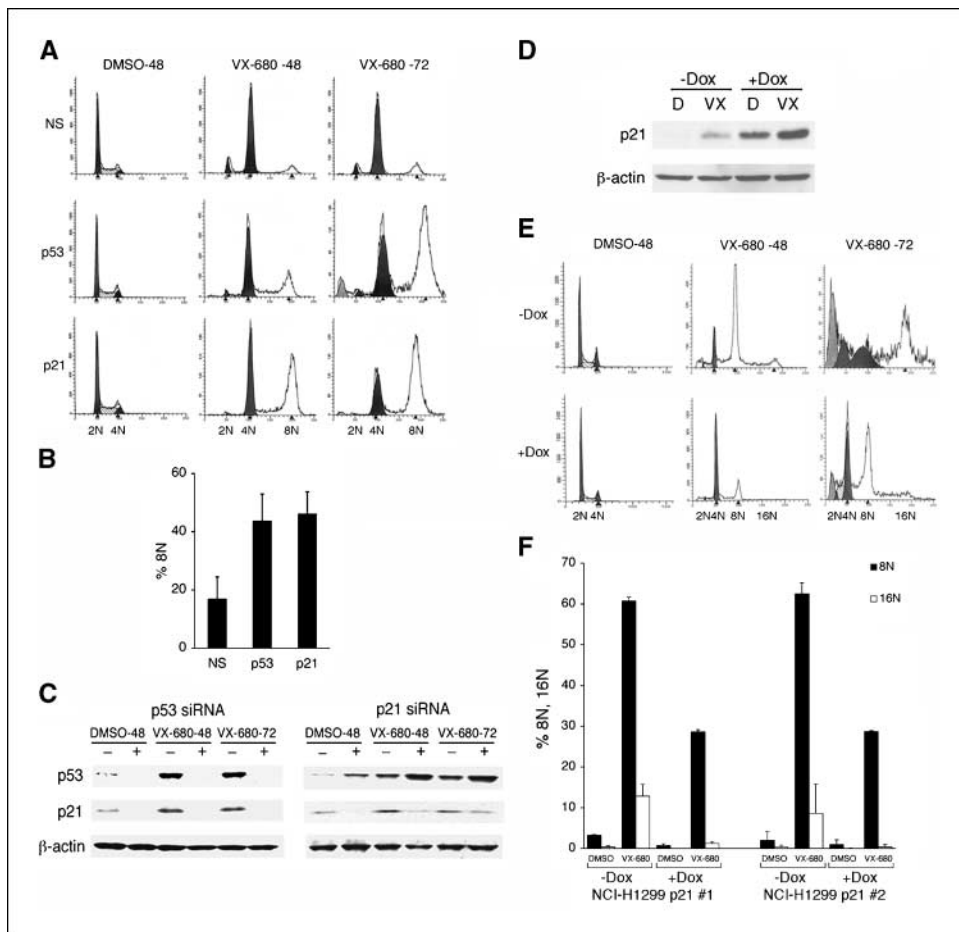 A
DMSO-48 VX-680 -48 VX-680 -72
NS
p53
p21
2N 4N 2N 4N 8N 2N 4N 8N
B
% 8N
60
40
20
0
NS p53 p21
C
p53 siRNA p21 siRNA
DMSO-48 VX-680-48 VX-680-72 DMSO-48 VX-680-48 VX-680-72
– + – + – + – + – + – +
p53
p21
β-actin
D
-Dox +Dox
D VX D VX
p21
β-actin
E
DMSO-48 VX-680 -48 VX-680 -72
-Dox
+Dox
2N 4N 2N4N 8N 16N 2N4N 8N 16N
F
% 8N, 16N
70
60
50
40
30
20
10
0
8N
16N
DMSO VX-680 DMSO VX-680 DMSO VX-680 DMSO VX-680
-Dox +Dox -Dox +Dox
NCI-H1299 p21 #1 NCI-H1299 p21 #2